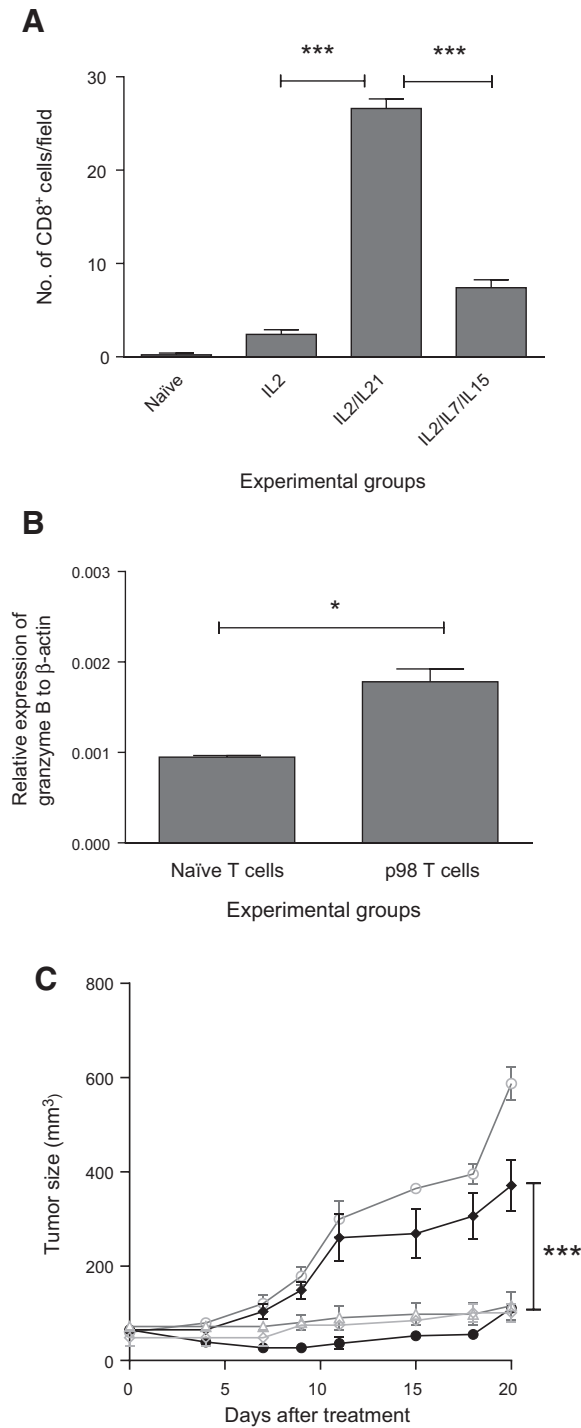 A
*** ***
30
20
10
0
No. of CD8+ cells/field
Naïve
IL2
IL2/IL21
IL2/IL7/IL15
Experimental groups
B
0.003
0.002
0.001
0.000
Relative expression of
granzyme B to β-actin
*
Naïve T cells p98 T cells
Experimental groups
C
800
600
400
200
0
Tumor size (mm3)
***
0 5 10 15 20
Days after treatment